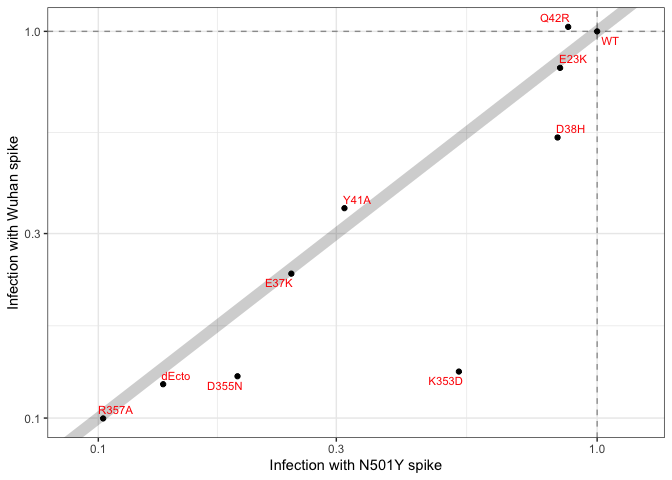 Q42R
1.0
WT
E23K
D38H
Y41A
0.3
E37K
dEcto
D355N
K353D
R357A
0.1
0.1
0.3
1.0
Infection with N501Y spike
Infection with Wuhan spike